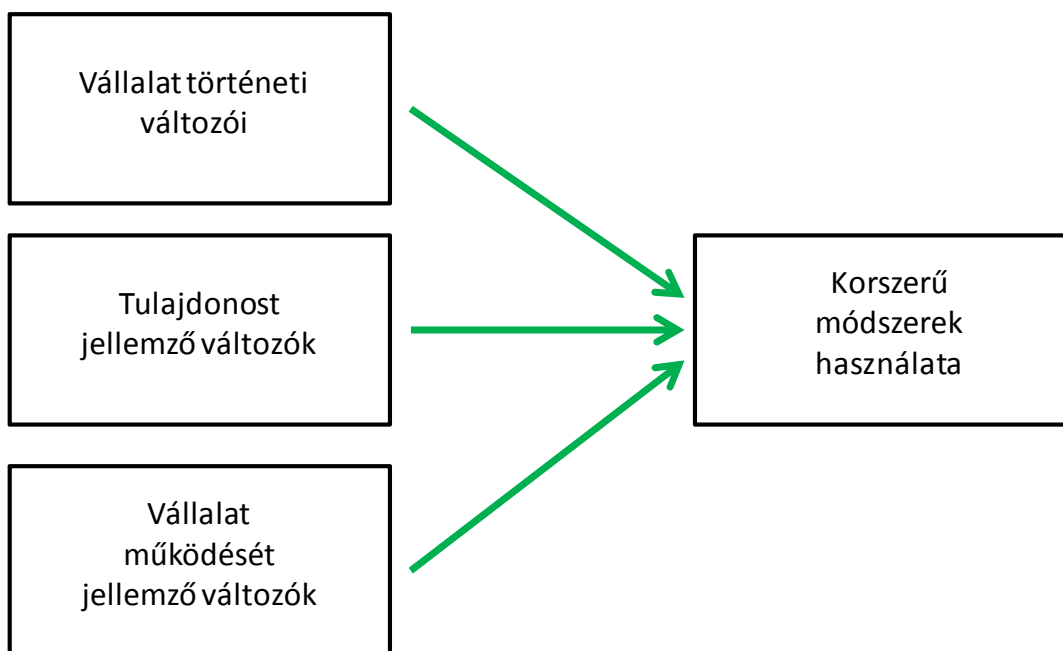 Vállalat történeti
változói
Tulajdonost
jellemző változók
Vállalat
működését
jellemző változók
Korszerű
módszerek
használata